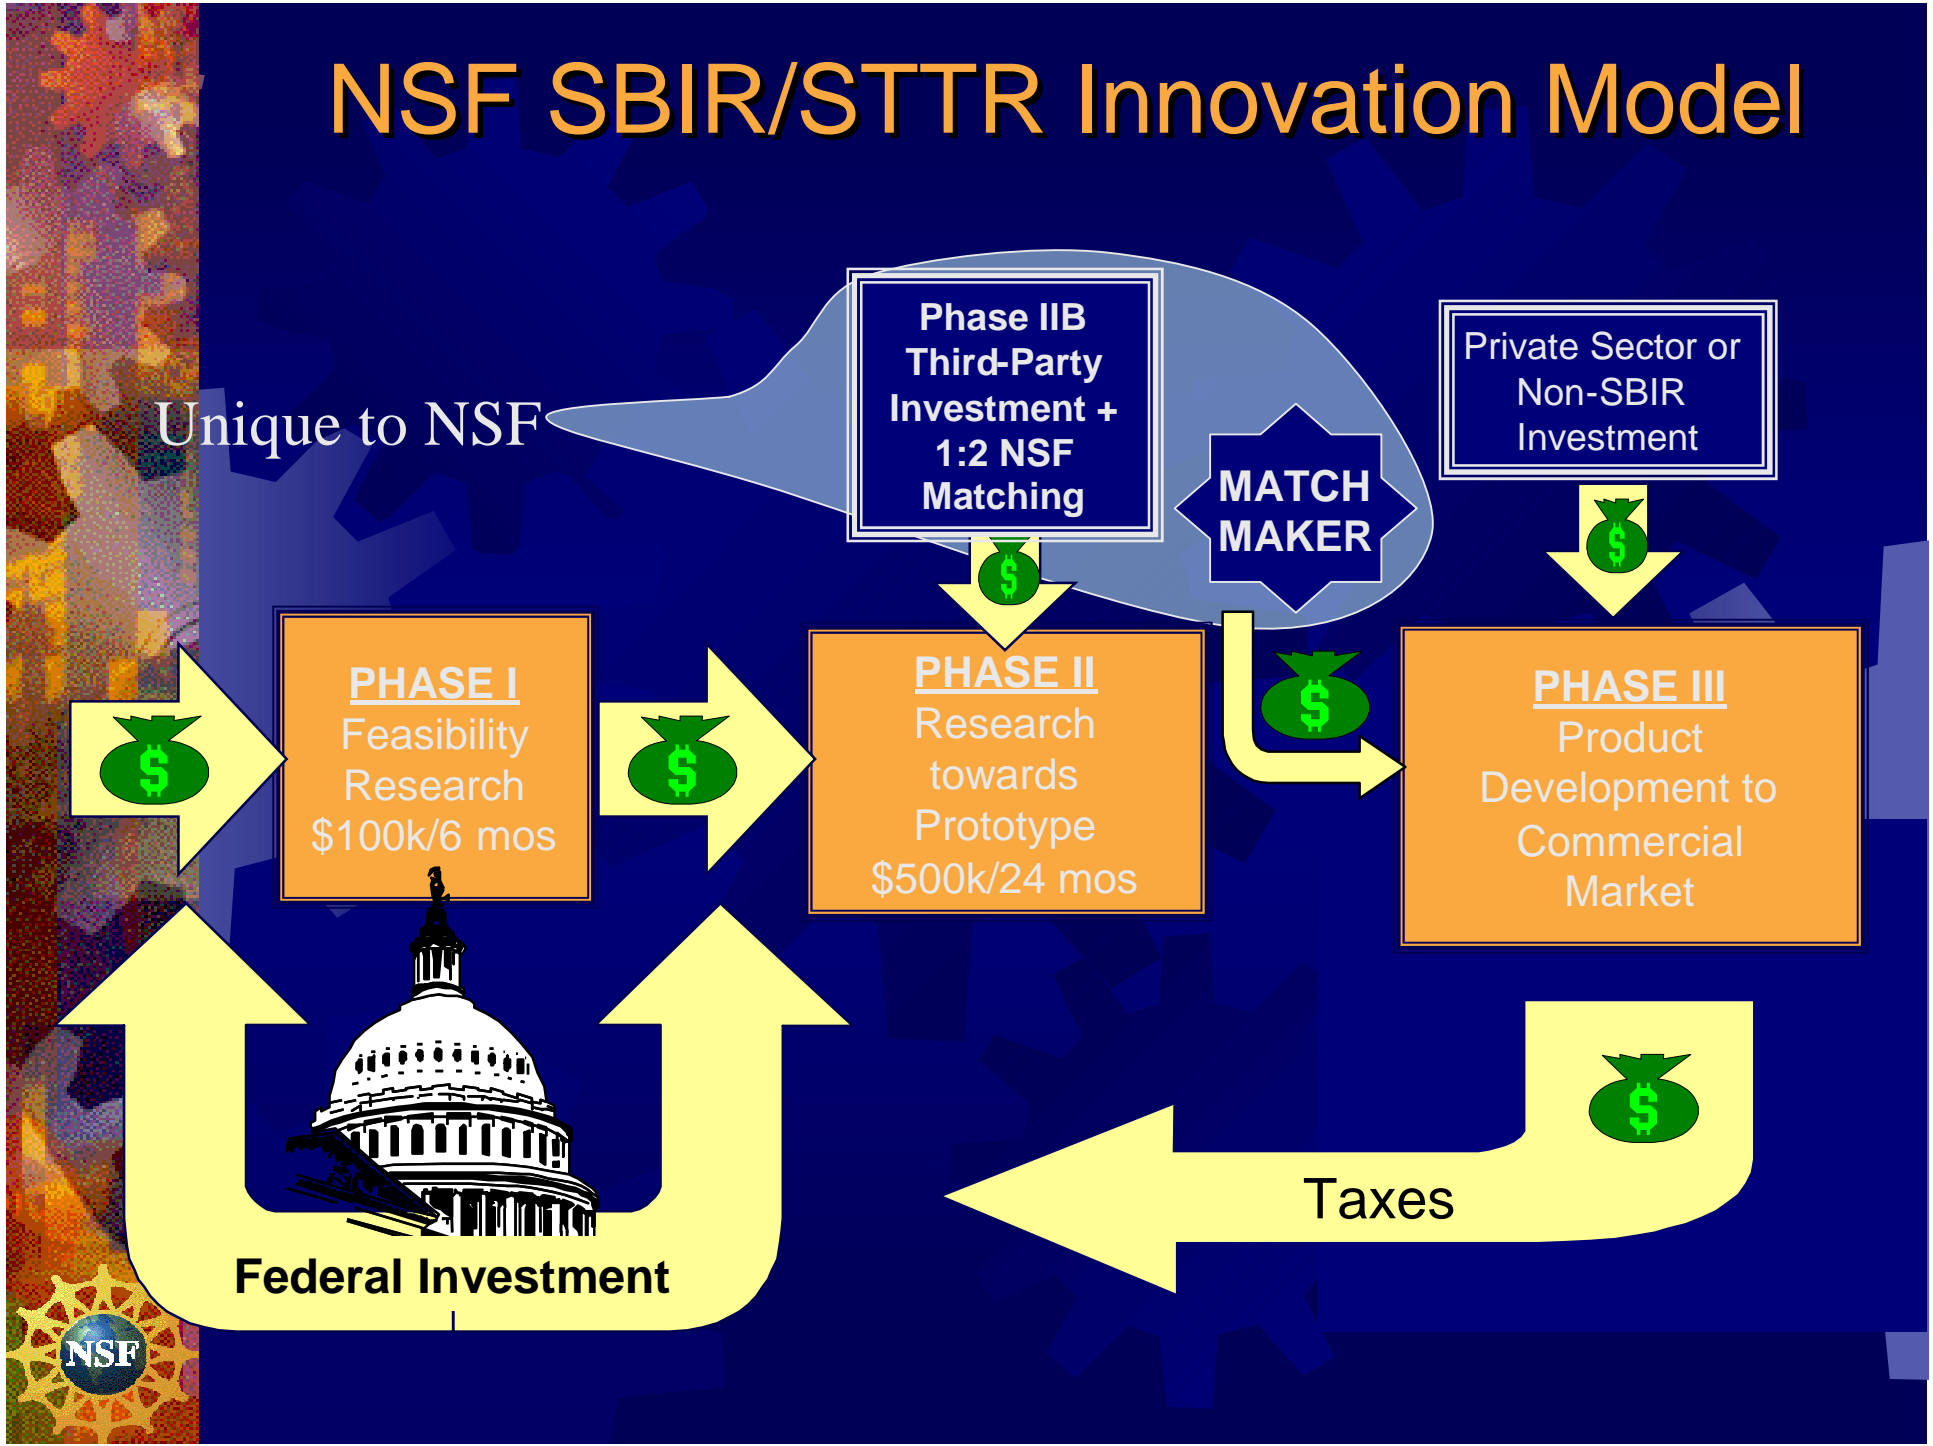 NSF SBIR/STTR Innovation Model
Unique to NSF
Phase IIB
Third-Party
Investment +
1:2 NSF
Matching
MATCH
MAKER
Private Sector or
Non-SBIR
Investment
$
$
PHASE I
Feasibility
Research
$100k/6 mos
PHASE II
Research
towards
Prototype
$500k/24 mos
PHASE III
Product
Development to
Commercial
Market
$
$
$
$
Taxes
Federal Investment
NSF